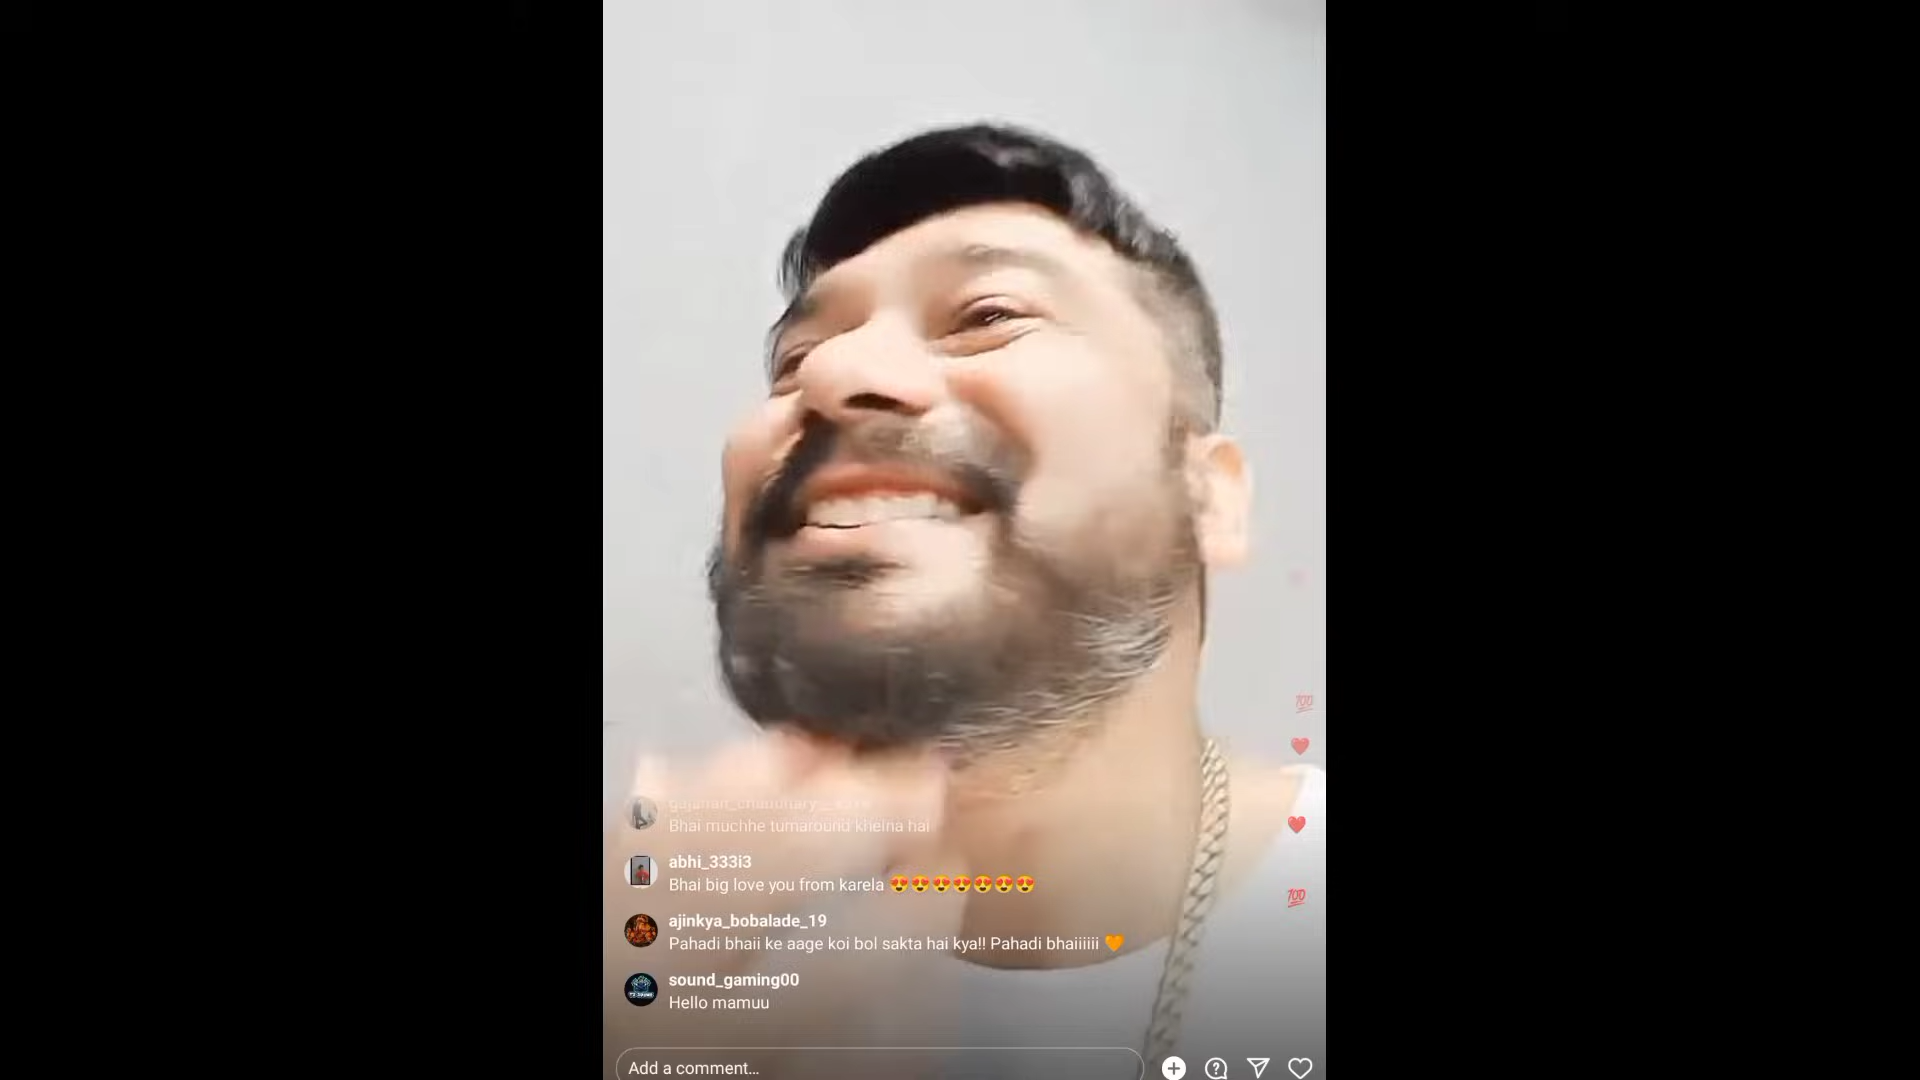 Bhai muchhe turnaround khelna hai
abhi_333i3
Bhai big love you from karela 😍😍😍😍😍😍😍
ajinkya_bobalade_19
Pahadi bhaii ke aage koi bol sakta hai kya!! Pahadi bhaiiiiii 🧡
sound_gaming00
Hello mamuu
Add a comment...